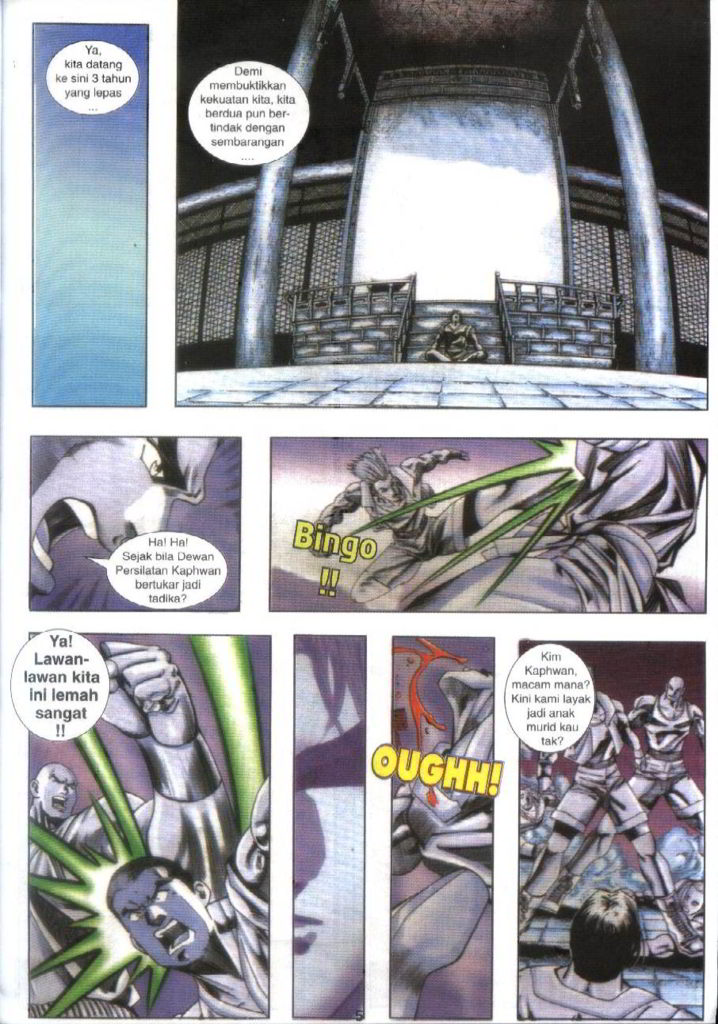 Ya,
kita datang
ke sini 3 tahun
yang lepas
...
Demi
membuktikkan
kekuatan kita, kita
berdua pun ber-
tindak dengan
sembarangan
....
Ha! Ha!
Sejak bila Dewan
Persilatan Kaphwan
bertukar jadi
tadika?
Bingo
!!
Ya!
Lawan-
lawan kita
ini lemah
sangat
!!
OUGHH!
Kim
Kaphwan,
macam mana?
Kini kami layak
jadi anak
murid kau
tak?
5